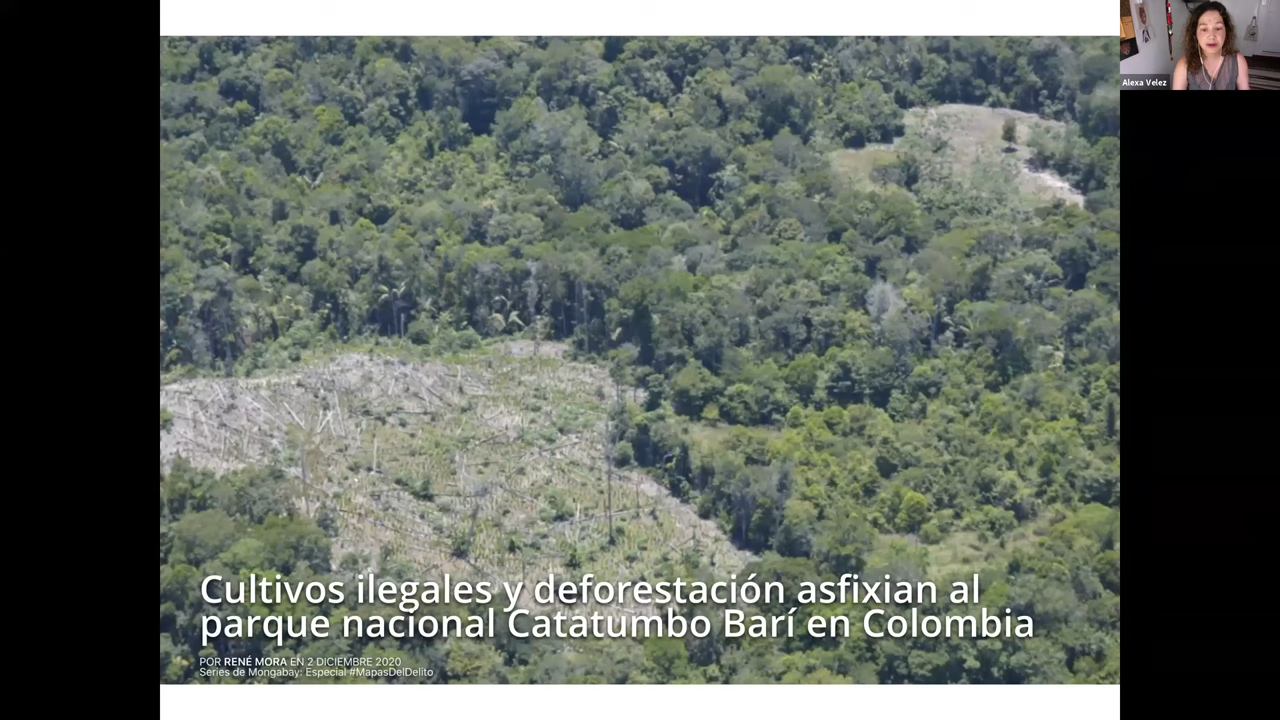 Alexa Velez
Cultivos ilegales y deforestación asfixian al
parque nacional Catatumbo Barí en Colombia
POR RENÉ MORA EN 2 DICIEMBRE 2020
Series de Mongabay: Especial #MapasDelDelito